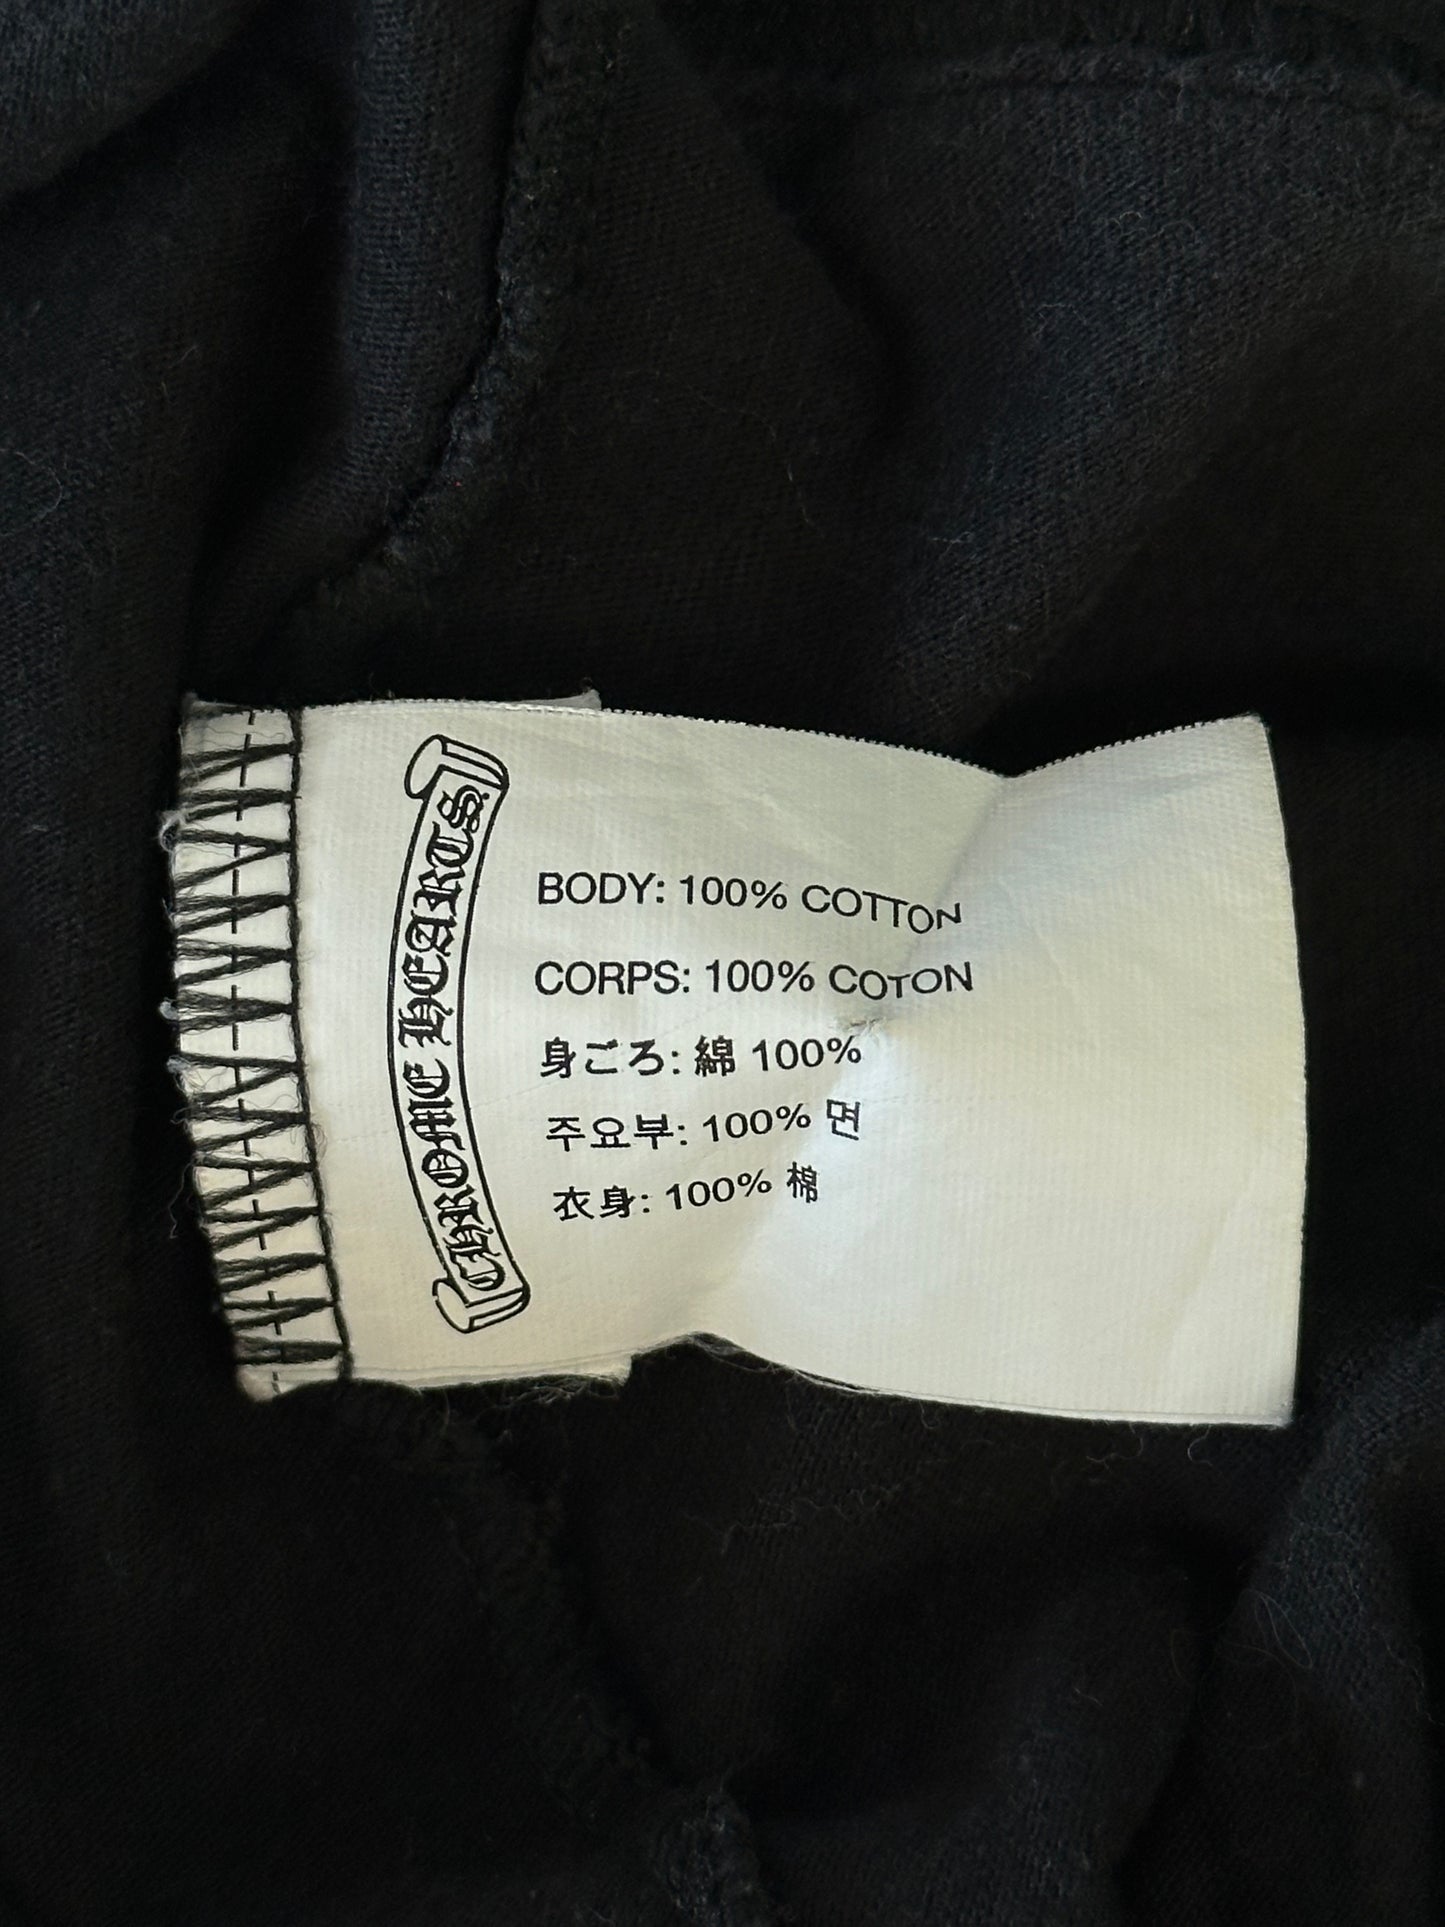 CHROME HEARTS
BODY: 100% COTTON
CORPS: 100% COTON
身ごろ: 綿 100%
주요부: 100% 면
衣身: 100% 棉